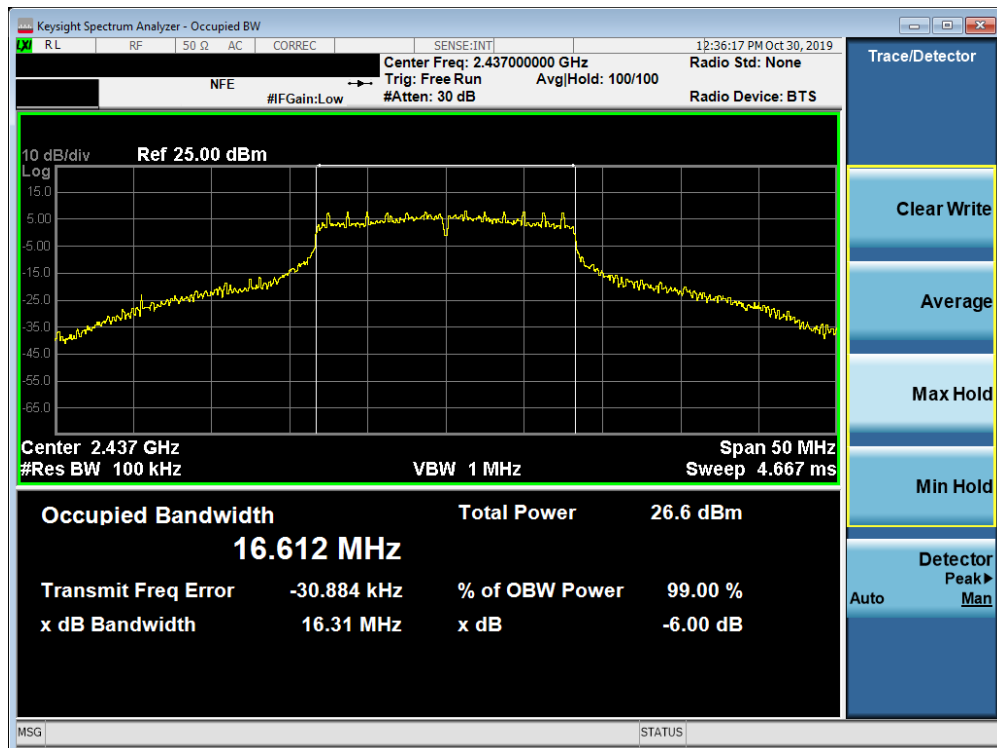 Keysight Spectrum Analyzer - Occupied BW
LXI RL RF 50 Ω AC CORREC SENSE:INT 12:36:17 PM Oct 30, 2019
Center Freq: 2.437000000 GHz Radio Std: None
NFE Trig: Free Run Avg|Hold: 100/100
#IFGain:Low #Atten: 30 dB Radio Device: BTS
10 dB/div Ref 25.00 dBm
Log
15.0
5.00
-5.00
-15.0
-25.0
-35.0
-45.0
-55.0
-65.0
Center 2.437 GHz Span 50 MHz
#Res BW 100 kHz VBW 1 MHz Sweep 4.667 ms
Occupied Bandwidth Total Power 26.6 dBm
16.612 MHz
Transmit Freq Error -30.884 kHz % of OBW Power 99.00 %
x dB Bandwidth 16.31 MHz x dB -6.00 dB
Trace/Detector
Clear Write
Average
Max Hold
Min Hold
Detector
Peak▶
Auto Man
MSG STATUS